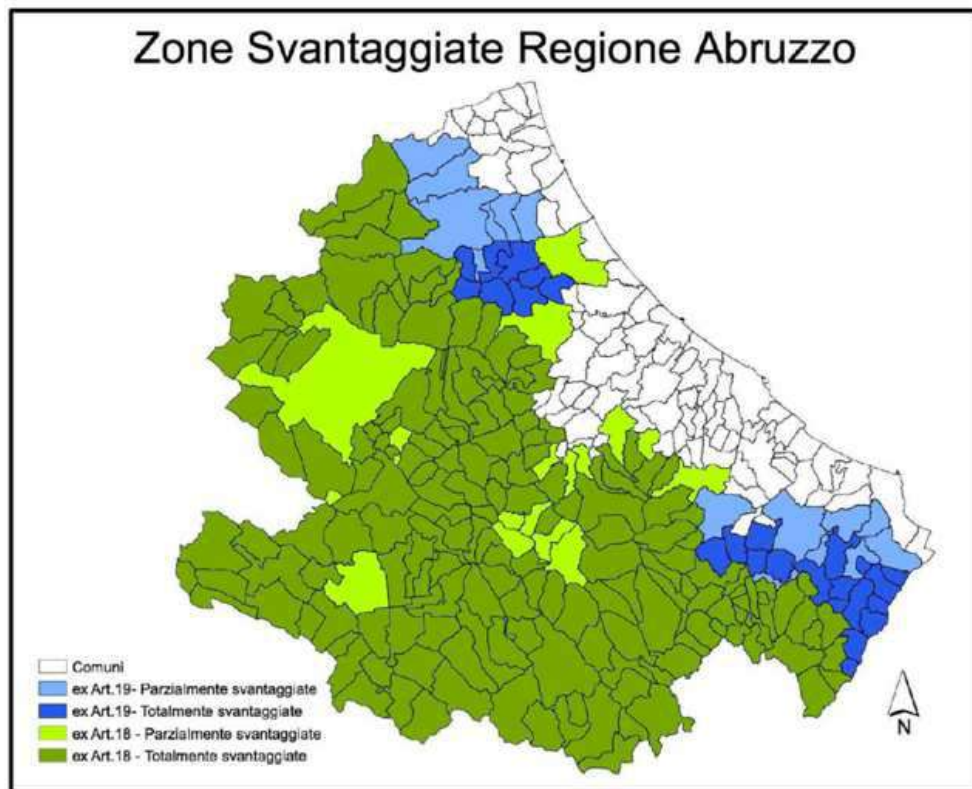 Zone Svantaggiate Regione Abruzzo
Comuni
ex Art.19- Parzialmente svantaggiate
ex Art.19- Totalmente svantaggiate
ex Art.18 - Parzialmente svantaggiate
ex Art.18 - Totalmente svantaggiate
N